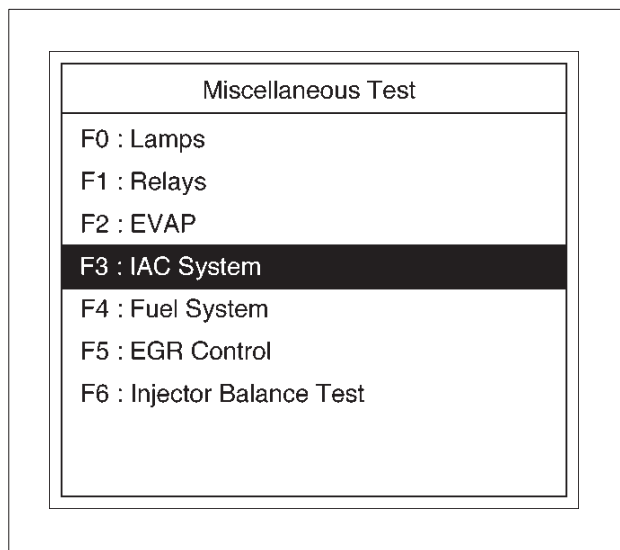 Miscellaneous Test
F0 : Lamps
F1 : Relays
F2 : EVAP
F3 : IAC System
F4 : Fuel System
F5 : EGR Control
F6 : Injector Balance Test